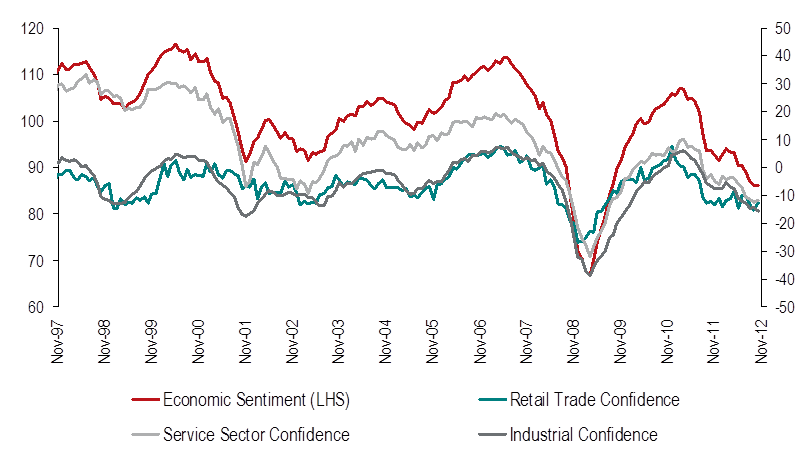 120
110
100
90
80
70
60
50
40
30
20
10
0
-10
-20
-30
-40
-50
Nov-97
Nov-98
Nov-99
Nov-00
Nov-01
Nov-02
Nov-03
Nov-04
Nov-05
Nov-06
Nov-07
Nov-08
Nov-09
Nov-10
Nov-11
Nov-12
Economic Sentiment (LHS)
Retail Trade Confidence
Service Sector Confidence
Industrial Confidence